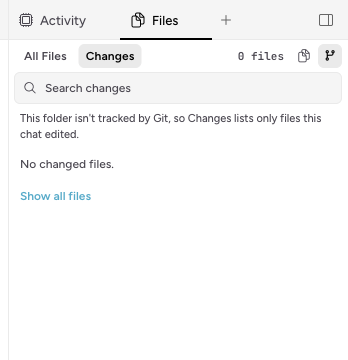 Activity
Files
All Files
Changes
0 files
Search changes
This folder isn't tracked by Git, so Changes lists only files this
chat edited.
No changed files.
Show all files